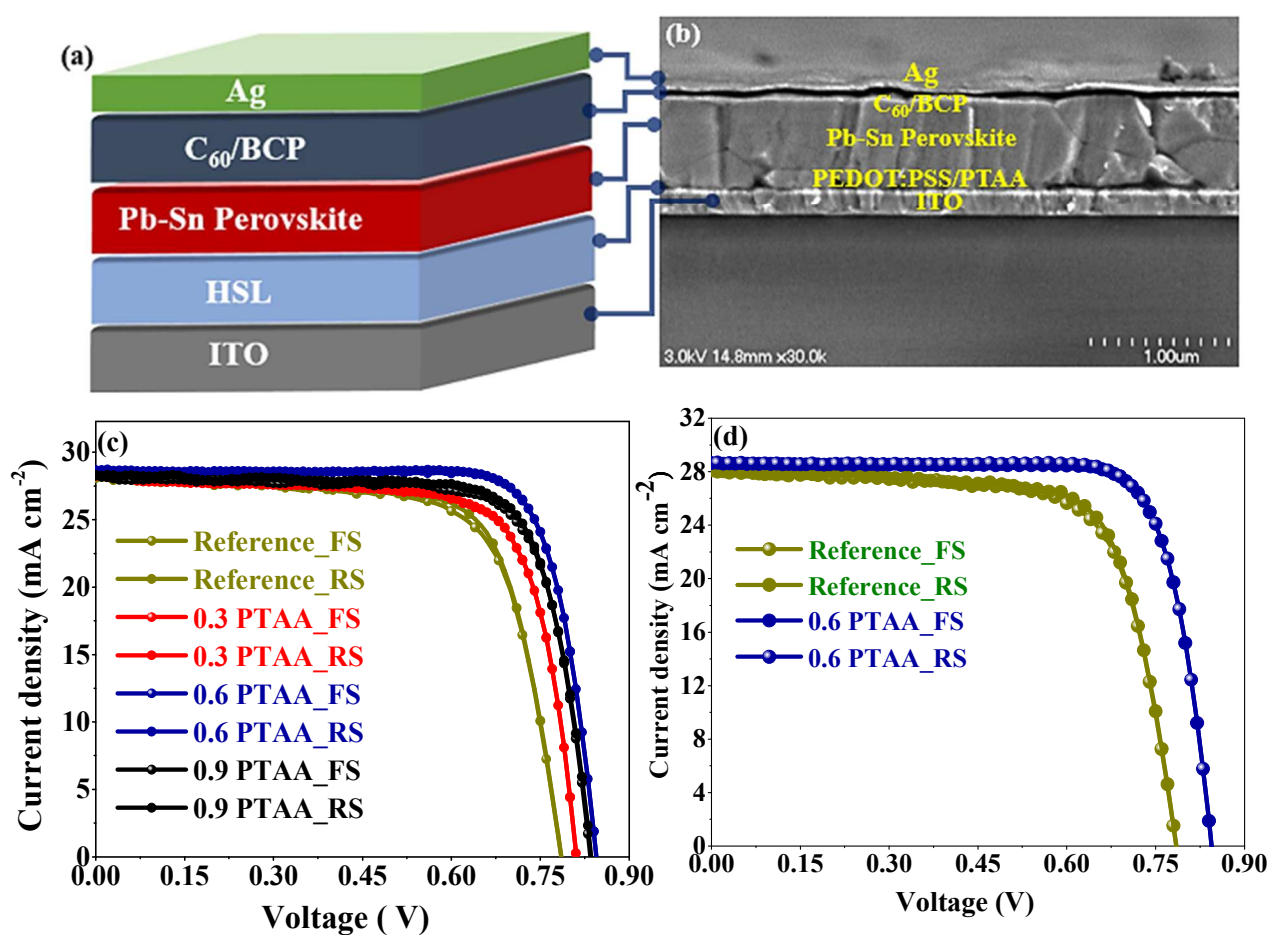 (a)
Ag
C₆₀/BCP
Pb-Sn Perovskite
HSL
ITO
(b)
Ag
C₆₀/BCP
Pb-Sn Perovskite
PEDOT:PSS/PTAA
ITO
3.0kV 14.8mm x30.0k
1.00um
(c)
Current density (mA cm⁻²)
30
25
20
15
10
5
0
Reference_FS
Reference_RS
0.3 PTAA_FS
0.3 PTAA_RS
0.6 PTAA_FS
0.6 PTAA_RS
0.9 PTAA_FS
0.9 PTAA_RS
0.00 0.15 0.30 0.45 0.60 0.75 0.90
Voltage ( V)
(d)
Current density (mA cm⁻²)
32
28
24
20
16
12
8
4
0
Reference_FS
Reference_RS
0.6 PTAA_FS
0.6 PTAA_RS
0.00 0.15 0.30 0.45 0.60 0.75 0.90
Voltage (V)